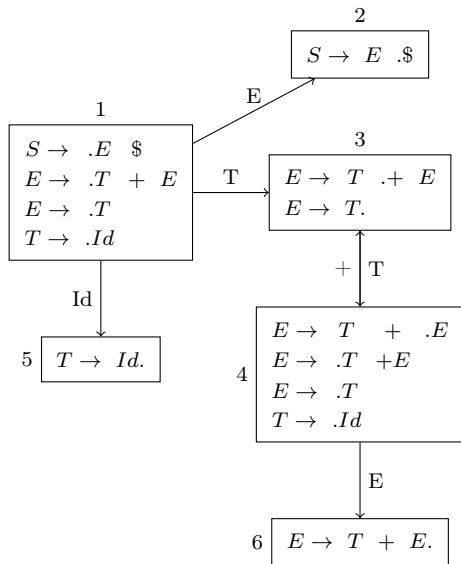 2
S → E .$
E
1
S → .E $
E → .T + E
E → .T
T → .Id
T
3
E → T .+ E
E → T.
+ T
Id
4
E → T + .E
E → .T +E
E → .T
T → .Id
5
T → Id.
E
6
E → T + E.